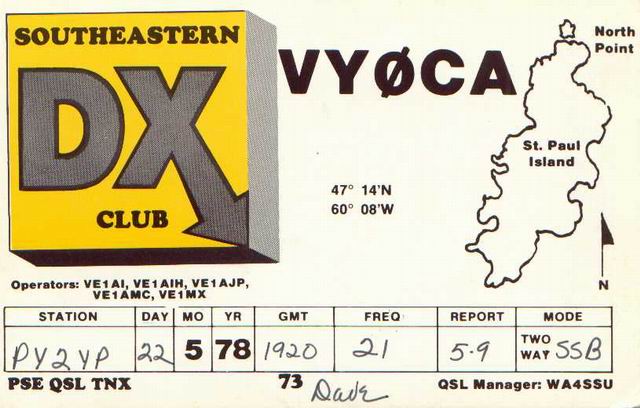 SOUTHEASTERN
DX
CLUB
VYØCA
North
Point
St. Paul
Island
47° 14'N
60° 08'W
N
Operators: VE1AI, VE1AIH, VE1AJP,
VE1AMC, VE1MX
STATION DAY MO YR GMT FREQ REPORT MODE
PY2YP 22 5 78 1920 21 5-9 TWO WAY SSB
PSE QSL TNX 73 Dave QSL Manager: WA4SSU